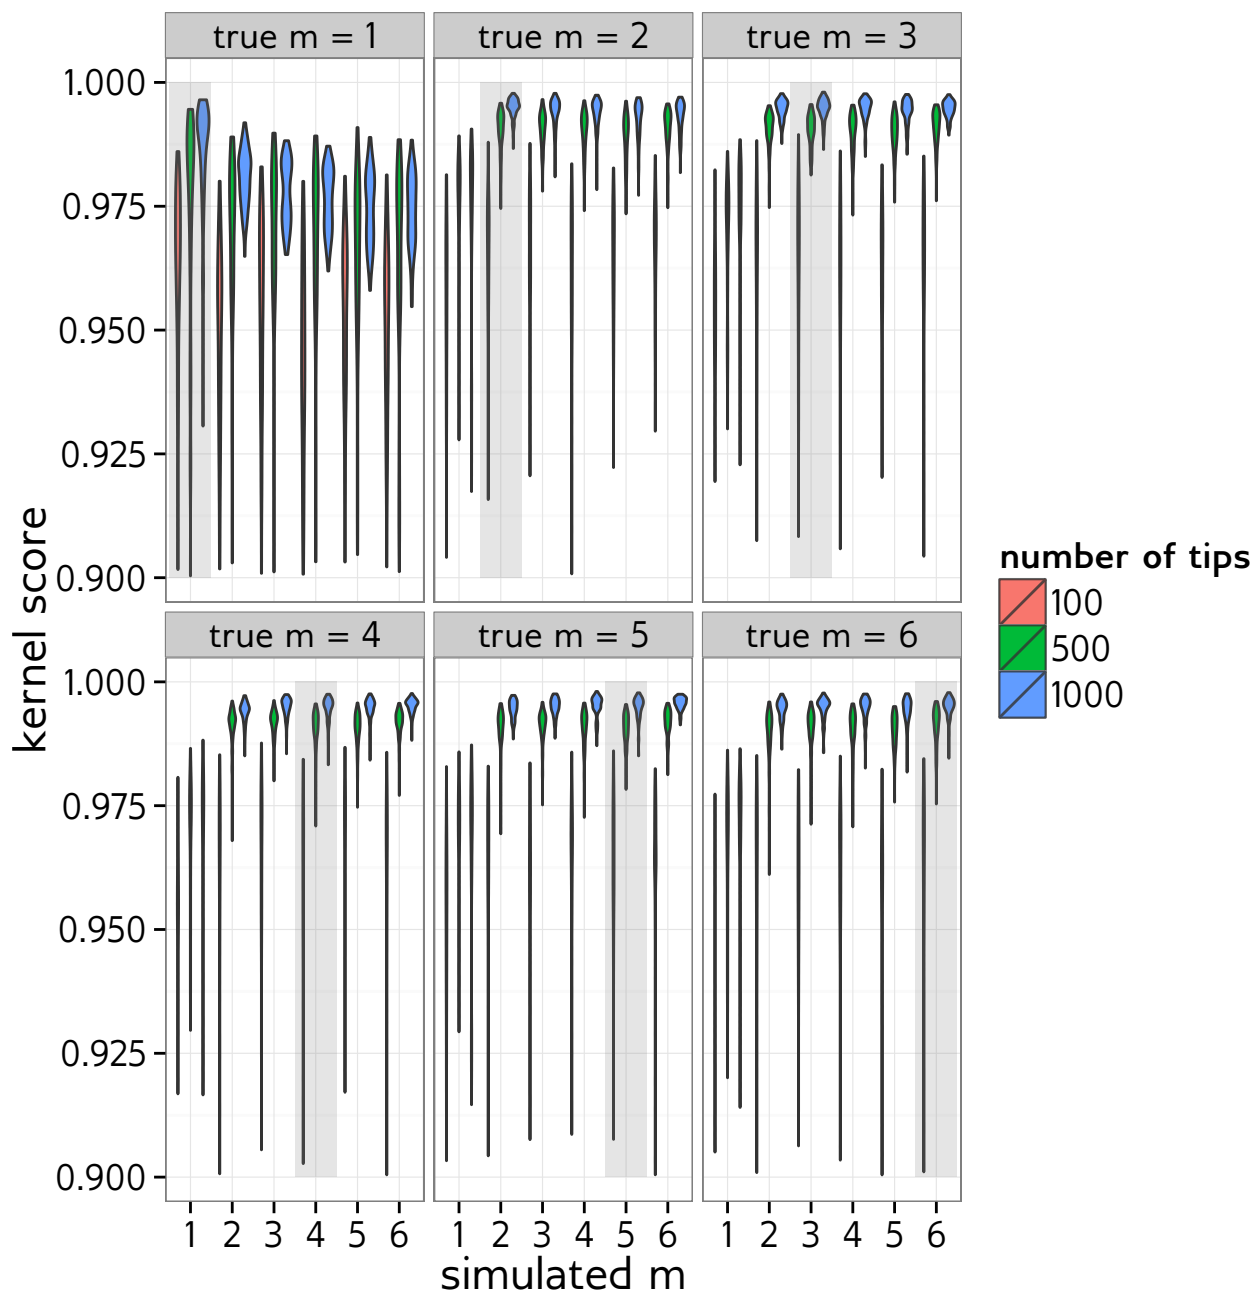 true m = 1
true m = 2
true m = 3
1.000
0.975
0.950
0.925
0.900
true m = 4
true m = 5
true m = 6
1.000
0.975
0.950
0.925
0.900
1 2 3 4 5 6
1 2 3 4 5 6
1 2 3 4 5 6
simulated m
kernel score
number of tips
100
500
1000